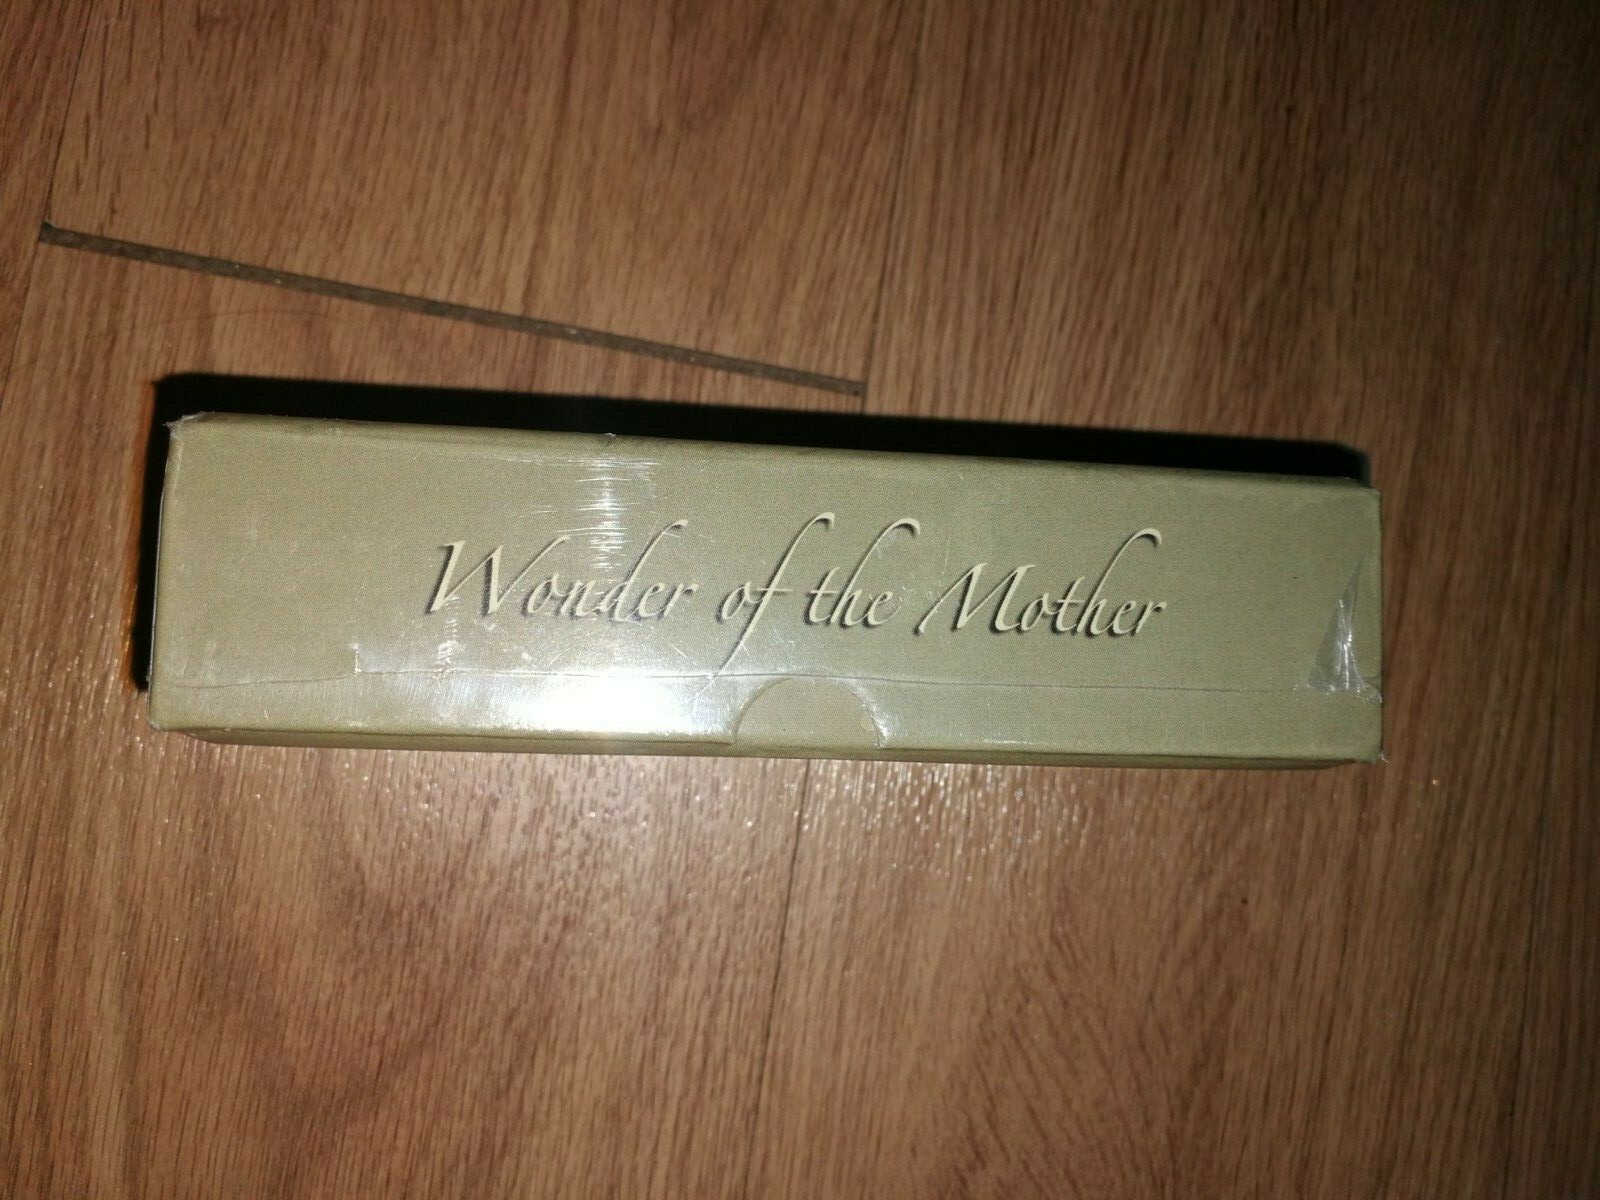 Wonder of the Mother